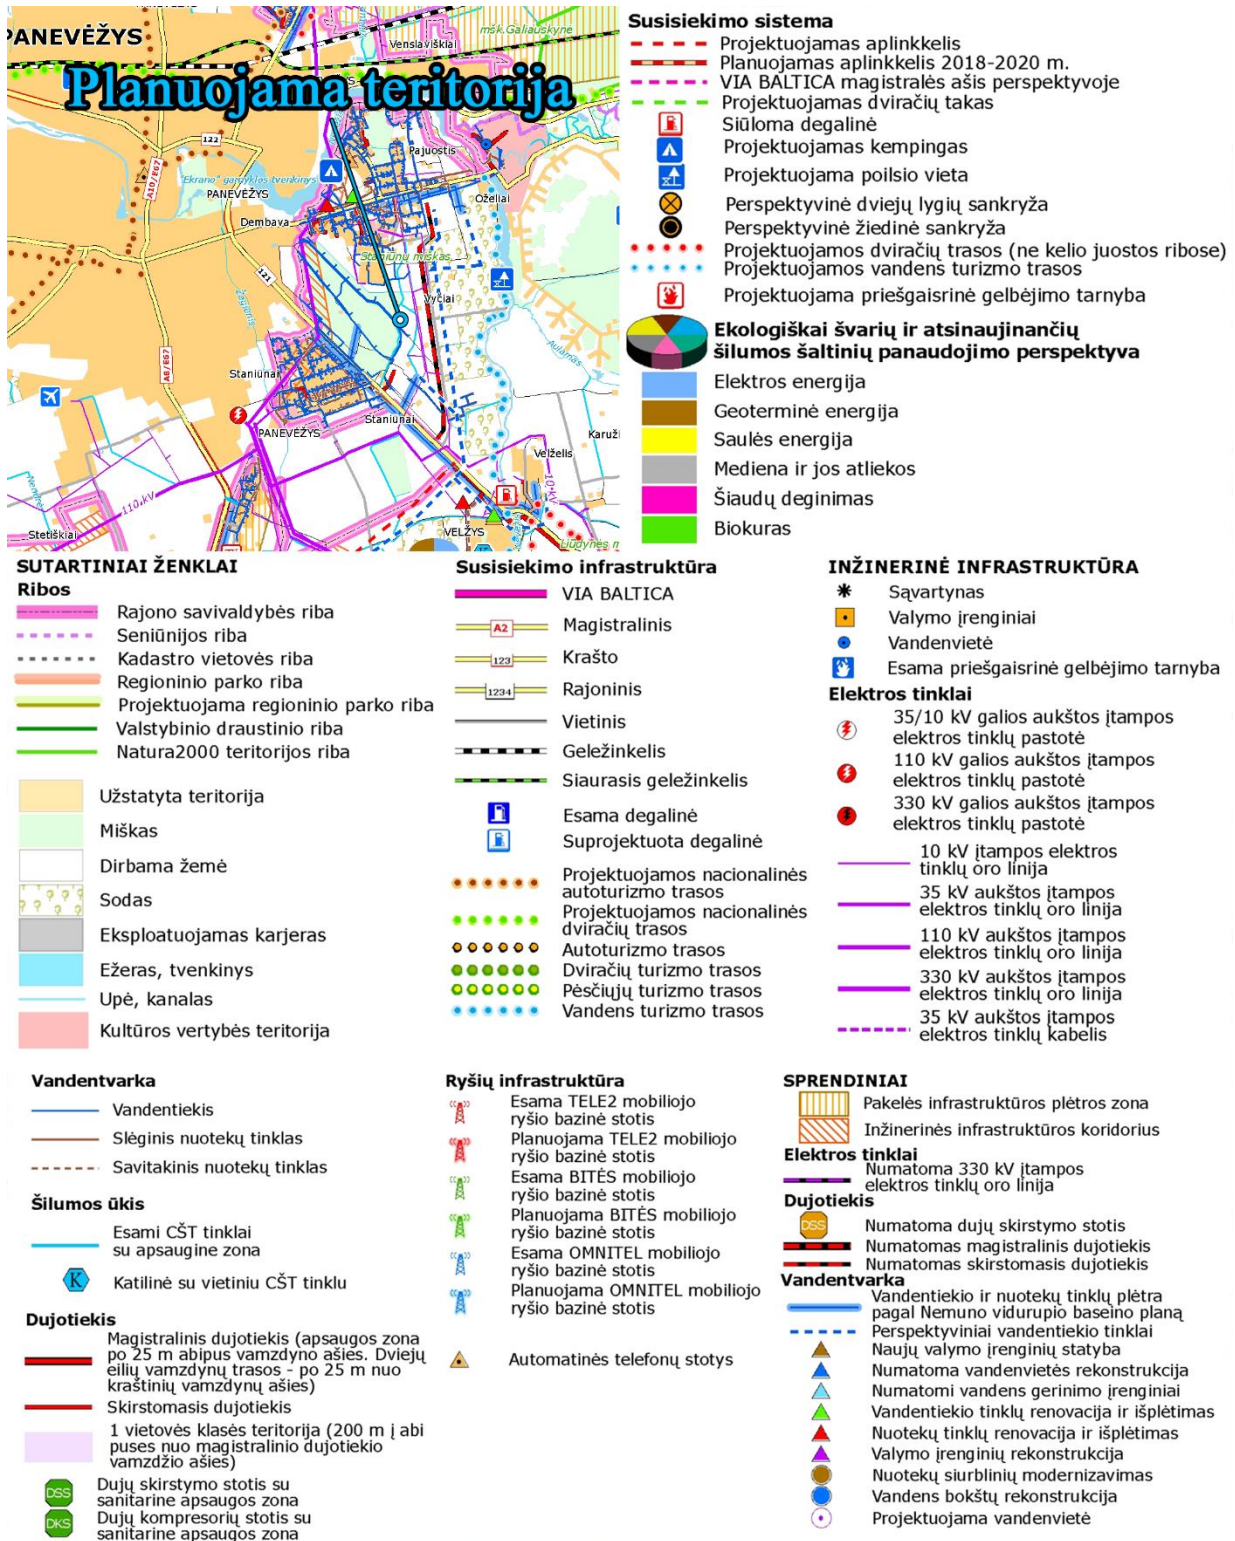 PANEVĖŽYS
mšk.Galiauskyne
Venslaviškiai
Planuojama teritorija
122
A10/E67
Pajuostis
"Ekrano" gamyklos tvenkinys
PANEVĖŽYS
Oželiai
Dembava
121
Staniūnų miškas
Žagienis
Vyčiai
Aulamas
A8/E67
Staniūnai
PANEVĖŽYS
Staniūnai
Karuži
Velželis
110 kV
10 kV
Nendrė
Stetiškiai
VELŽYS
Liūdynės m
Susisiekimo sistema
Projektuojamas aplinkkelis
Planuojamas aplinkkelis 2018-2020 m.
VIA BALTICA magistralės ašis perspektyvoje
Projektuojamas dviračių takas
Siūloma degalinė
Projektuojamas kempingas
Projektuojama poilsio vieta
Perspektyvinė dviejų lygių sankryža
Perspektyvinė žiedinė sankryža
Projektuojamos dviračių trasos (ne kelio juostos ribose)
Projektuojamos vandens turizmo trasos
Projektuojama priešgaisrinė gelbėjimo tarnyba
Ekologiškai švarių ir atsinaujinančių
šilumos šaltinių panaudojimo perspektyva
Elektros energija
Geoterminė energija
Saulės energija
Mediena ir jos atliekos
Šiaudų deginimas
Biokuras
SUTARTINIAI ŽENKLAI
Ribos
Rajono savivaldybės riba
Seniūnijos riba
Kadastro vietovės riba
Regioninio parko riba
Projektuojama regioninio parko riba
Valstybinio draustinio riba
Natura2000 teritorijos riba
Užstatyta teritorija
Miškas
Dirbama žemė
Sodas
Eksploatuojamas karjeras
Ežeras, tvenkinys
Upė, kanalas
Kultūros vertybės teritorija
Susisiekimo infrastruktūra
VIA BALTICA
A2 Magistralinis
123 Krašto
1234 Rajoninis
Vietinis
Geležinkelis
Siaurasis geležinkelis
Esama degalinė
Suprojektuota degalinė
Projektuojamos nacionalinės
autoturizmo trasos
Projektuojamos nacionalinės
dviračių trasos
Autoturizmo trasos
Dviračių turizmo trasos
Pėsčiųjų turizmo trasos
Vandens turizmo trasos
INŽINERINĖ INFRASTRUKTŪRA
Sąvartynas
Valymo įrenginiai
Vandenvietė
Esama priešgaisrinė gelbėjimo tarnyba
Elektros tinklai
35/10 kV galios aukštos įtampos
elektros tinklų pastotė
110 kV galios aukštos įtampos
elektros tinklų pastotė
330 kV galios aukštos įtampos
elektros tinklų pastotė
10 kV įtampos elektros
tinklų oro linija
35 kV aukštos įtampos
elektros tinklų oro linija
110 kV aukštos įtampos
elektros tinklų oro linija
330 kV aukštos įtampos
elektros tinklų oro linija
35 kV aukštos įtampos
elektros tinklų kabelis
Vandentvarka
Vandentiekis
Slėginis nuotekų tinklas
Savitakinis nuotekų tinklas
Šilumos ūkis
Esami CŠT tinklai
su apsaugine zona
K Katilinė su vietiniu CŠT tinklu
Dujotiekis
Magistralinis dujotiekis (apsaugos zona
po 25 m abipus vamzdyno ašies. Dviejų
eilių vamzdynų trasos - po 25 m nuo
kraštinių vamzdynų ašies)
Skirstomasis dujotiekis
1 vietovės klasės teritorija (200 m į abi
puses nuo magistralinio dujotiekio
vamzdžio ašies)
DSS Dujų skirstymo stotis su
sanitarine apsaugos zona
DKS Dujų kompresorių stotis su
sanitarine apsaugos zona
Ryšių infrastruktūra
Esama TELE2 mobiliojo
ryšio bazinė stotis
Planuojama TELE2 mobiliojo
ryšio bazinė stotis
Esama BITĖS mobiliojo
ryšio bazinė stotis
Planuojama BITĖS mobiliojo
ryšio bazinė stotis
Esama OMNITEL mobiliojo
ryšio bazinė stotis
Planuojama OMNITEL mobiliojo
ryšio bazinė stotis
Automatinės telefonų stotys
SPRENDINIAI
Pakelės infrastruktūros plėtros zona
Inžinerinės infrastruktūros koridorius
Elektros tinklai
Numatoma 330 kV įtampos
elektros tinklų oro linija
Dujotiekis
DSS Numatoma dujų skirstymo stotis
Numatomas magistralinis dujotiekis
Numatomas skirstomasis dujotiekis
Vandentvarka
Vandentiekio ir nuotekų tinklų plėtra
pagal Nemuno vidurupio baseino planą
Perspektyviniai vandentiekio tinklai
Naujų valymo įrenginių statyba
Numatoma vandenvietės rekonstrukcija
Numatomi vandens gerinimo įrenginiai
Vandentiekio tinklų renovacija ir išplėtimas
Nuotekų tinklų renovacija ir išplėtimas
Valymo įrenginių rekonstrukcija
Nuotekų siurblinių modernizavimas
Vandens bokštų rekonstrukcija
Projektuojama vandenvietė